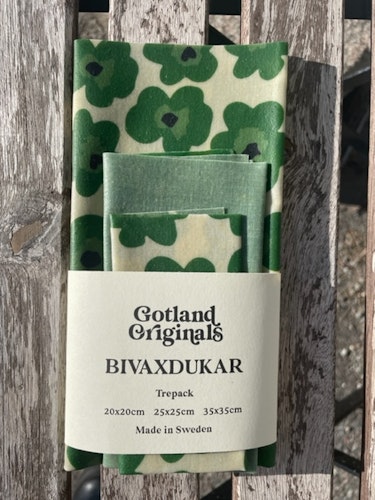 Gotland
Originals
BIVAXDUKAR
Trepack
20x20cm 25x25cm 35x35cm
Made in Sweden